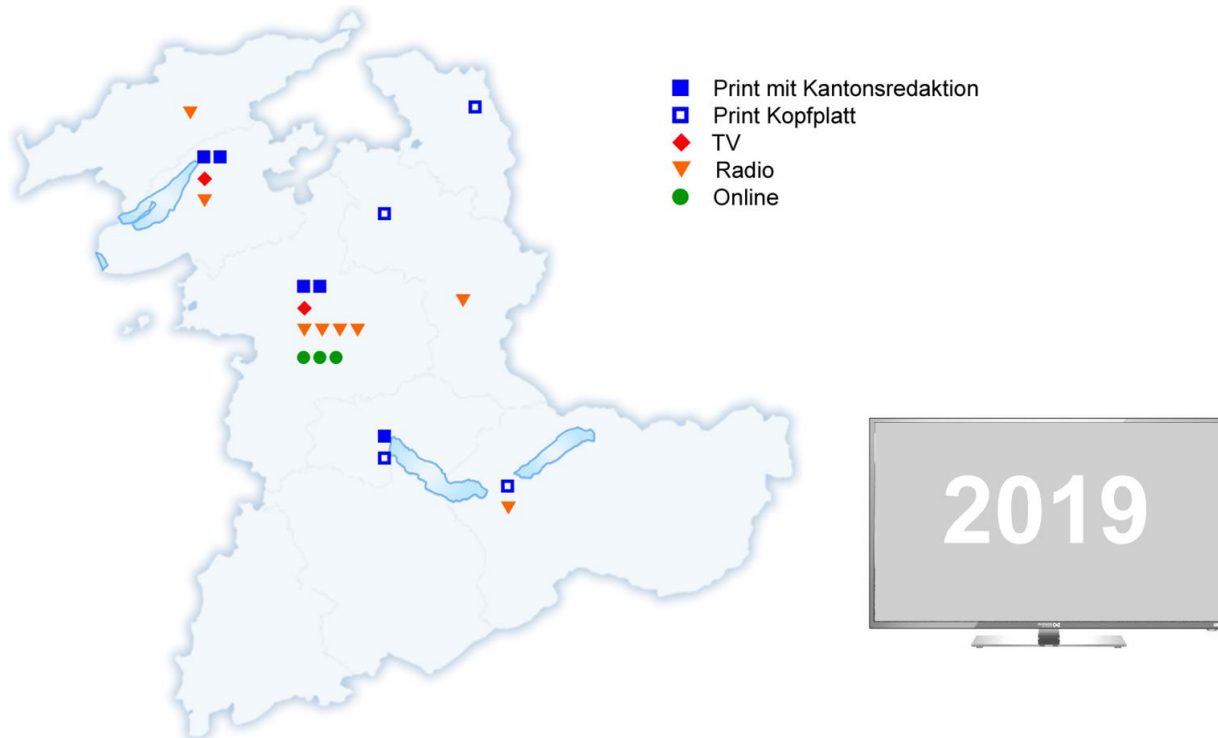 Print mit Kantonsredaktion
Print Kopfplatt
TV
Radio
Online
2019